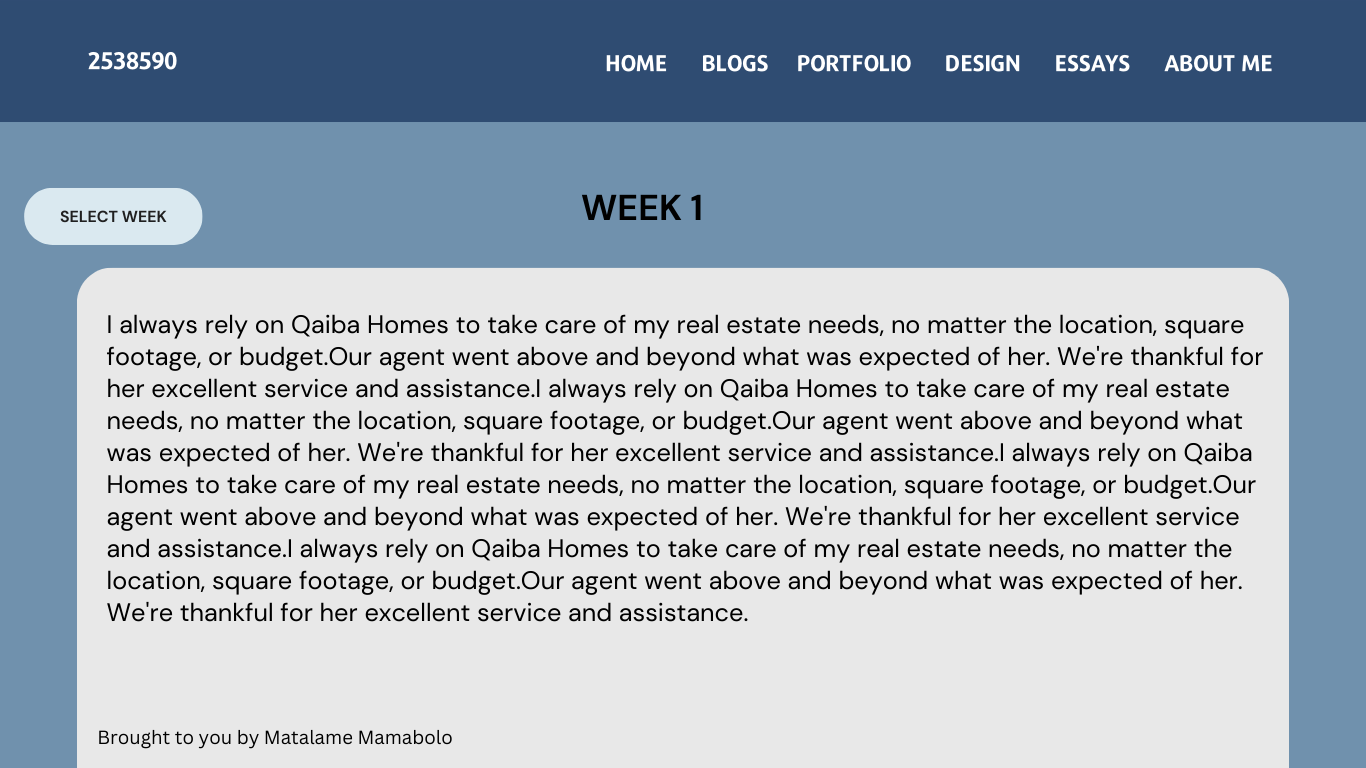 2538590
HOME BLOGS PORTFOLIO DESIGN ESSAYS ABOUT ME
SELECT WEEK
WEEK 1
I always rely on Qaiba Homes to take care of my real estate needs, no matter the location, square
footage, or budget.Our agent went above and beyond what was expected of her. We're thankful for
her excellent service and assistance.I always rely on Qaiba Homes to take care of my real estate
needs, no matter the location, square footage, or budget.Our agent went above and beyond what
was expected of her. We're thankful for her excellent service and assistance.I always rely on Qaiba
Homes to take care of my real estate needs, no matter the location, square footage, or budget.Our
agent went above and beyond what was expected of her. We're thankful for her excellent service
and assistance.I always rely on Qaiba Homes to take care of my real estate needs, no matter the
location, square footage, or budget.Our agent went above and beyond what was expected of her.
We're thankful for her excellent service and assistance.
Brought to you by Matalame Mamabolo